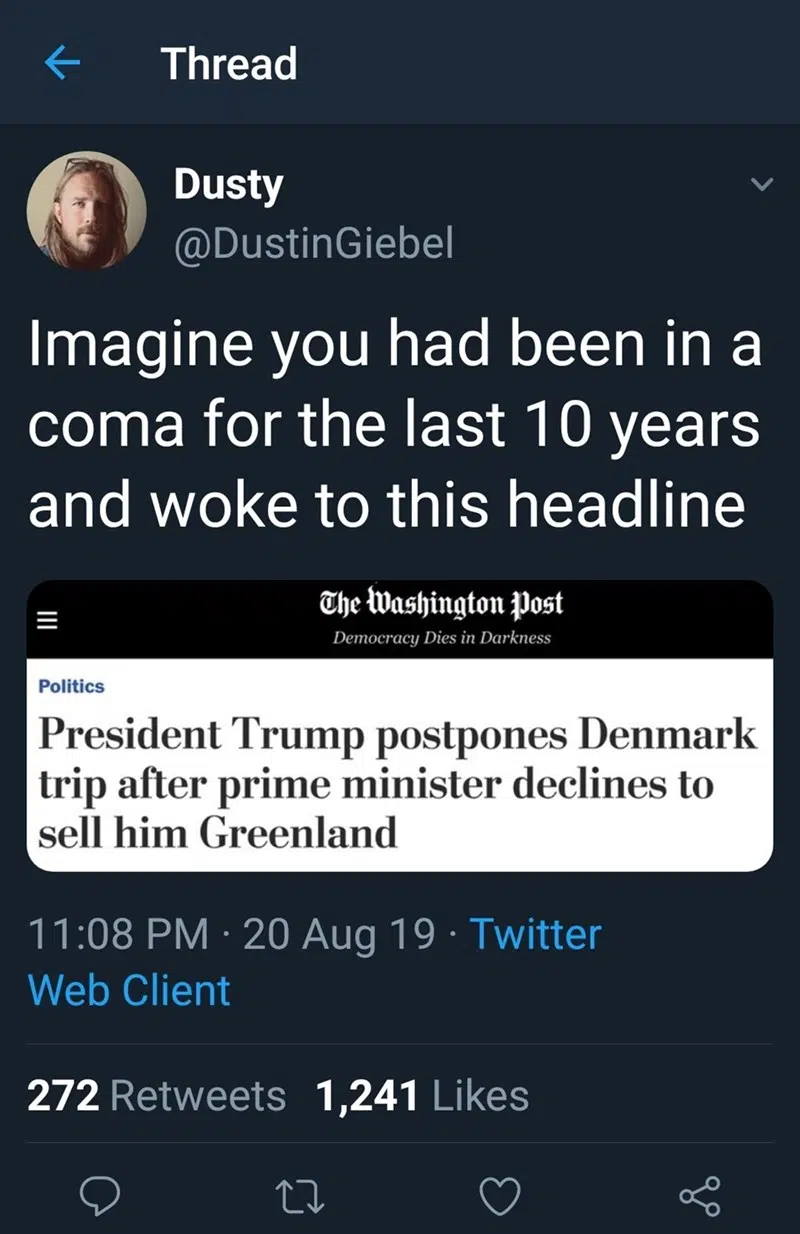 Thread
Dusty
@DustinGiebel
Imagine you had been in a
coma for the last 10 years
and woke to this headline
The Washington Post
Democracy Dies in Darkness
Politics
President Trump postpones Denmark
trip after prime minister declines to
sell him Greenland
11:08 PM · 20 Aug 19 · Twitter
Web Client
272 Retweets 1,241 Likes